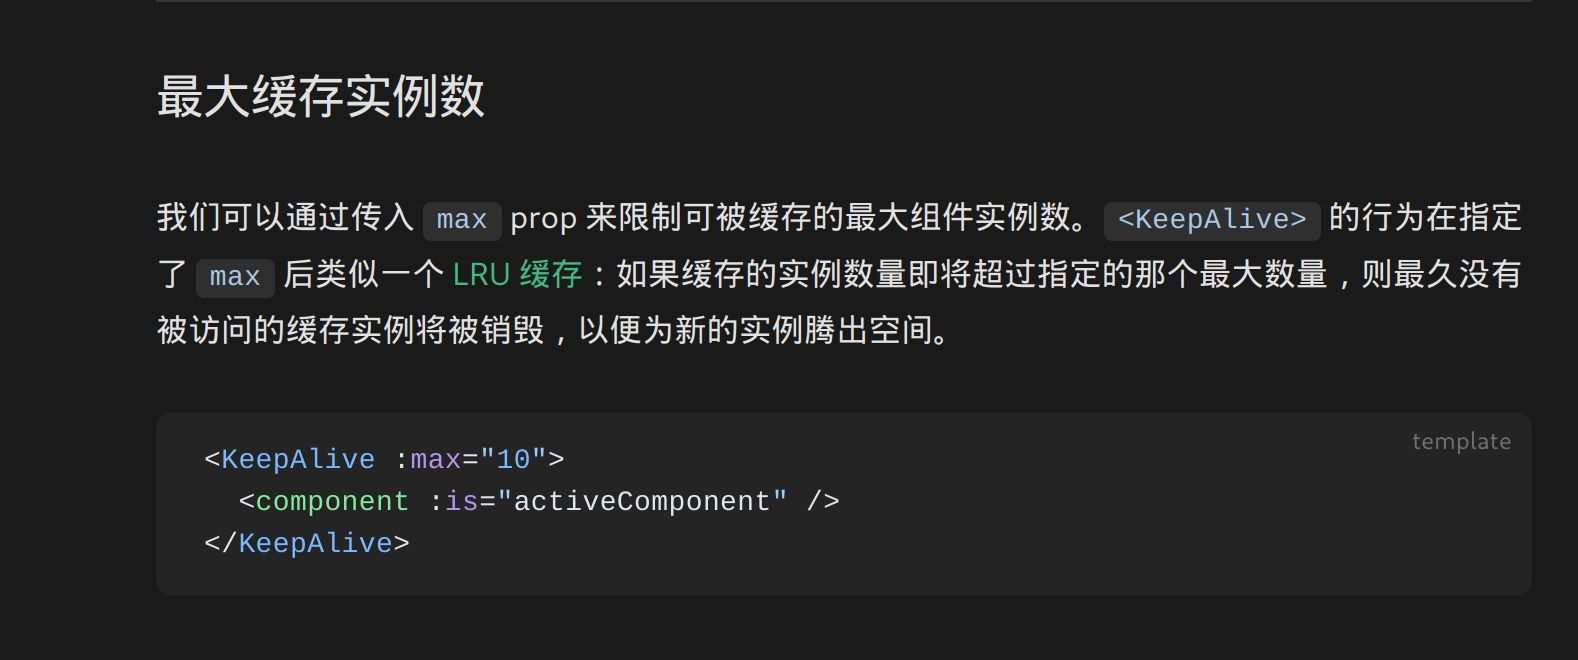 最大缓存实例数
我们可以通过传入 max prop 来限制可被缓存的最大组件实例数。<KeepAlive> 的行为在指定
了 max 后类似一个 LRU 缓存：如果缓存的实例数量即将超过指定的那个最大数量，则最久没有
被访问的缓存实例将被销毁，以便为新的实例腾出空间。
template
<KeepAlive :max="10">
  <component :is="activeComponent" />
</KeepAlive>